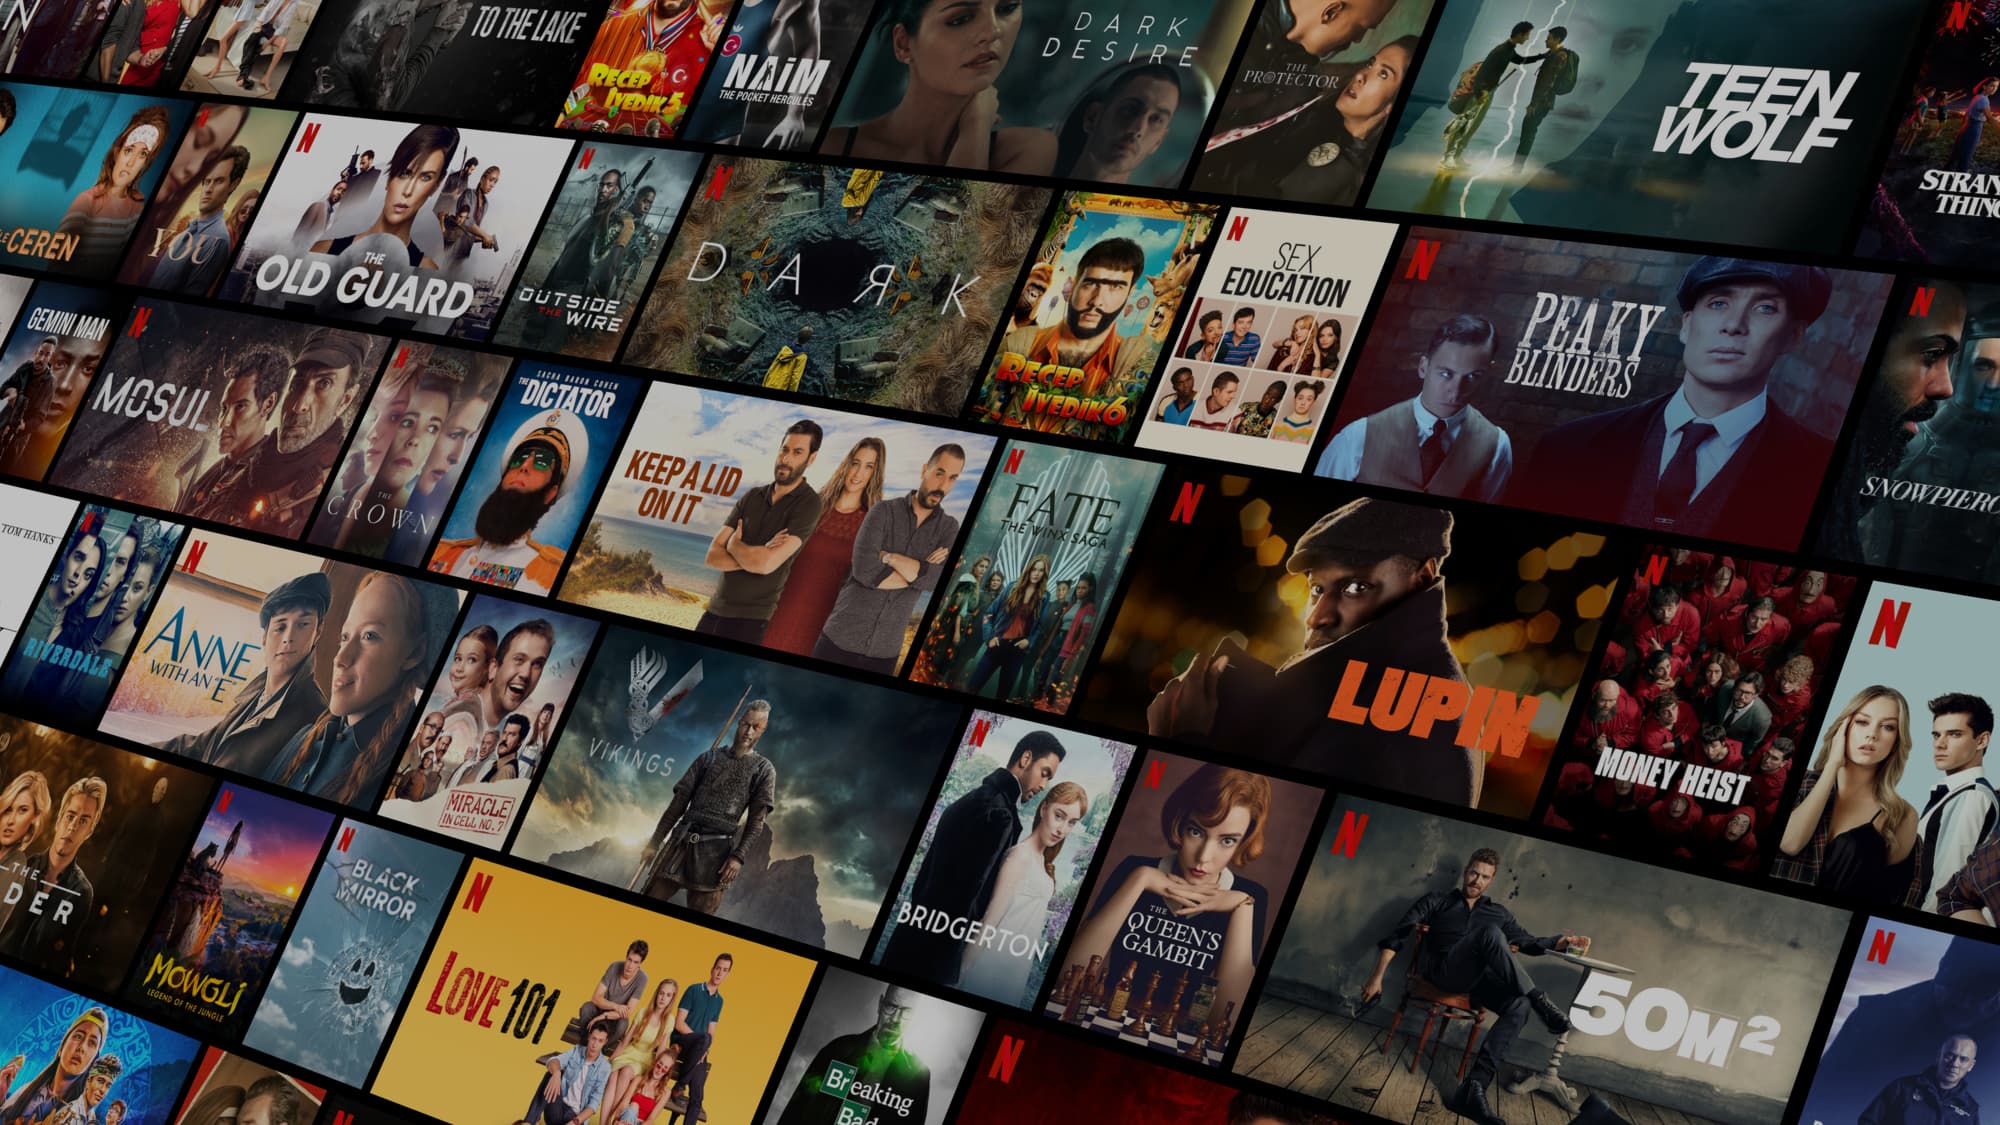 TO THE LAKE
RECEP
İVEDİK 5
NAİM
THE POCKET HERCULES
DARK
DESIRE
THE
PROTECTOR
TEEN
WOLF
CEREN
YOU
THE
OLD GUARD
OUTSIDE
THE WIRE
DARK
RECEP
İVEDİK 6
SEX
EDUCATION
PEAKY
BLINDERS
GEMINI MAN
MOSUL
THE
CROWN
SACHA BARON COHEN
THE DICTATOR
KEEP A LID
ON IT
FATE
THE WINX SAGA
LUPIN
MONEY HEIST
TOM HANKS
RIVERDALE
ANNE
WITH AN "E"
MIRACLE
IN CELL NO. 7
VIKINGS
BRIDGERTON
THE
QUEEN'S
GAMBIT
50M2
THE
DER
MOWGLI
LEGEND OF THE JUNGLE
BLACK
MIRROR
LOVE 101
Breaking
Bad